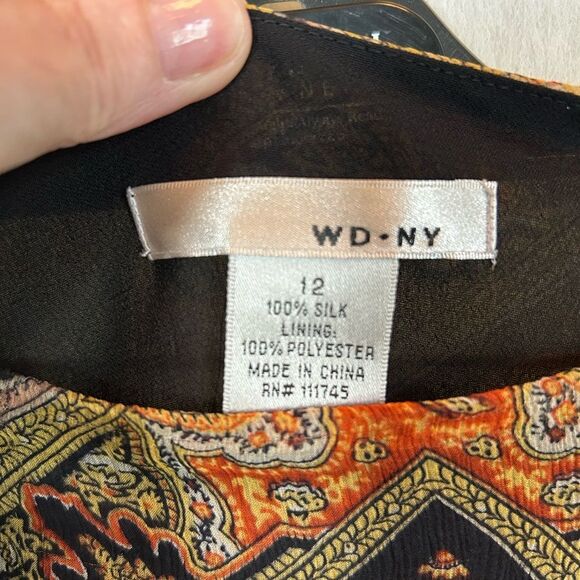 WD·NY
12
100% SILK
LINING:
100% POLYESTER
MADE IN CHINA
RN# 111745